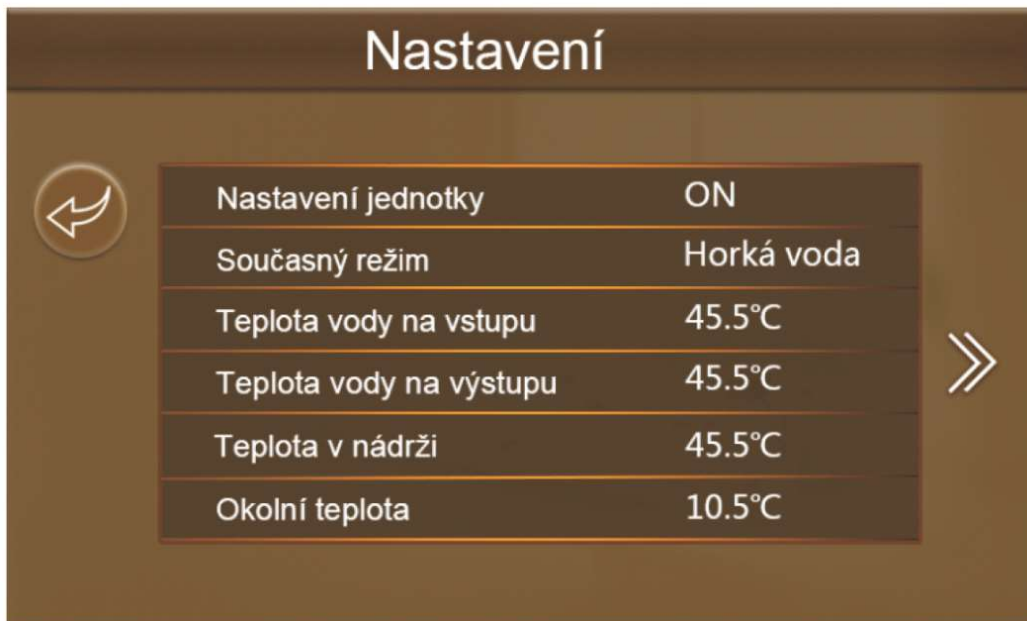 Nastavení
Nastavení jednotky ON
Současný režim Horká voda
Teplota vody na vstupu 45.5℃
Teplota vody na výstupu 45.5℃
Teplota v nádrži 45.5℃
Okolní teplota 10.5℃